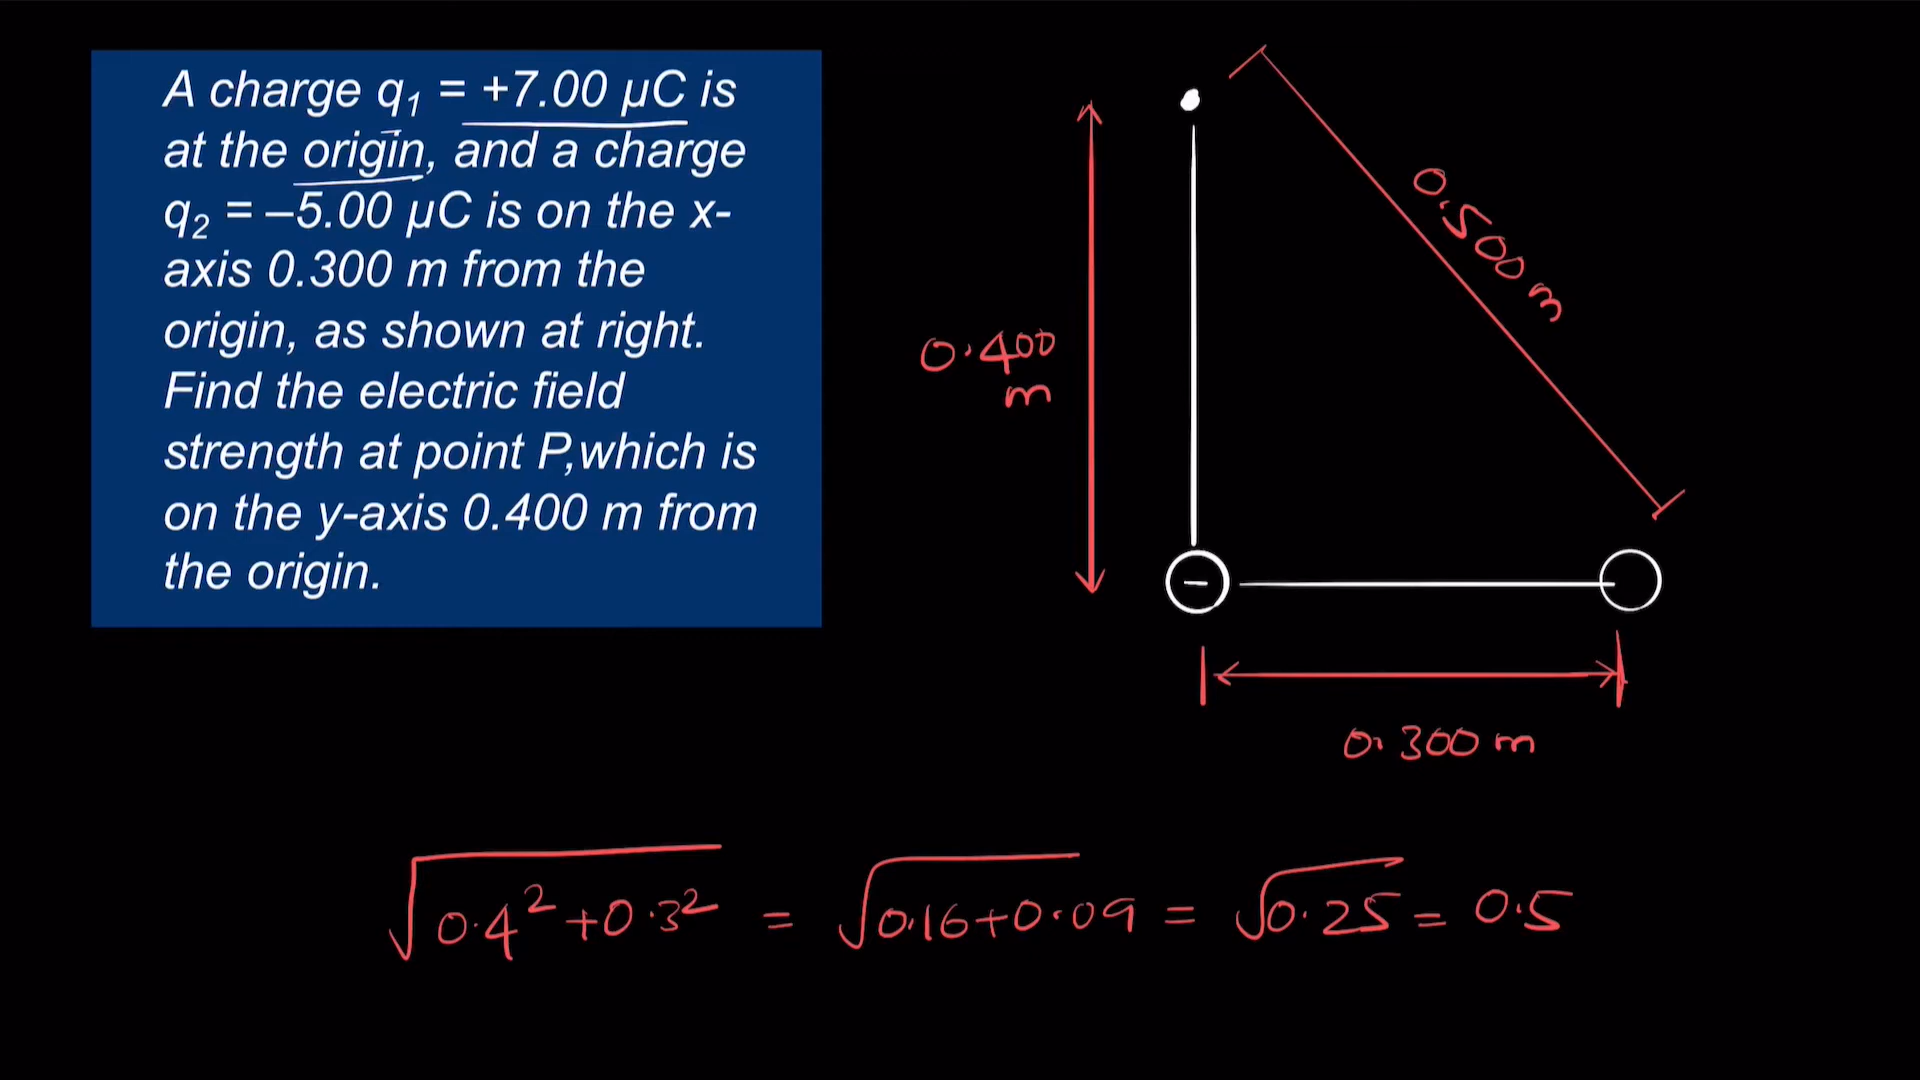 A charge q₁ = +7.00 μC is
at the origin, and a charge
q₂ = –5.00 μC is on the x-
axis 0.300 m from the
origin, as shown at right.
Find the electric field
strength at point P,which is
on the y-axis 0.400 m from
the origin.
0.500 m
0.400
m
−
0.300 m
√0.4² +0.3² = √0.16+0.09 = √0.25 = 0.5